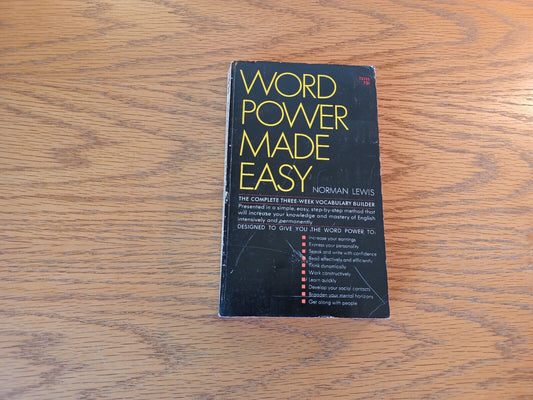 WORD
POWER
MADE
EASY
NORMAN LEWIS
THE COMPLETE THREE-WEEK VOCABULARY BUILDER
Presented in a simple, easy, step-by-step method that
will increase your knowledge and mastery of English
intensively and permanently
DESIGNED TO GIVE YOU THE WORD POWER TO:
Increase your earnings
Express your personality
Speak and write with confidence
Read effectively and efficiently
Think dynamically
Work constructively
Learn quickly
Develop your social contacts
Broaden your mental horizons
Get along with people